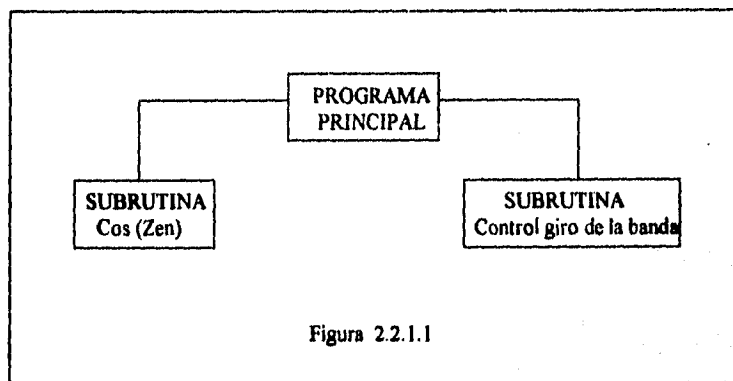 PROGRAMA
PRINCIPAL
SUBRUTINA
Cos (Zen)
SUBRUTINA
Control giro de la banda
Figura 2.2.1.1